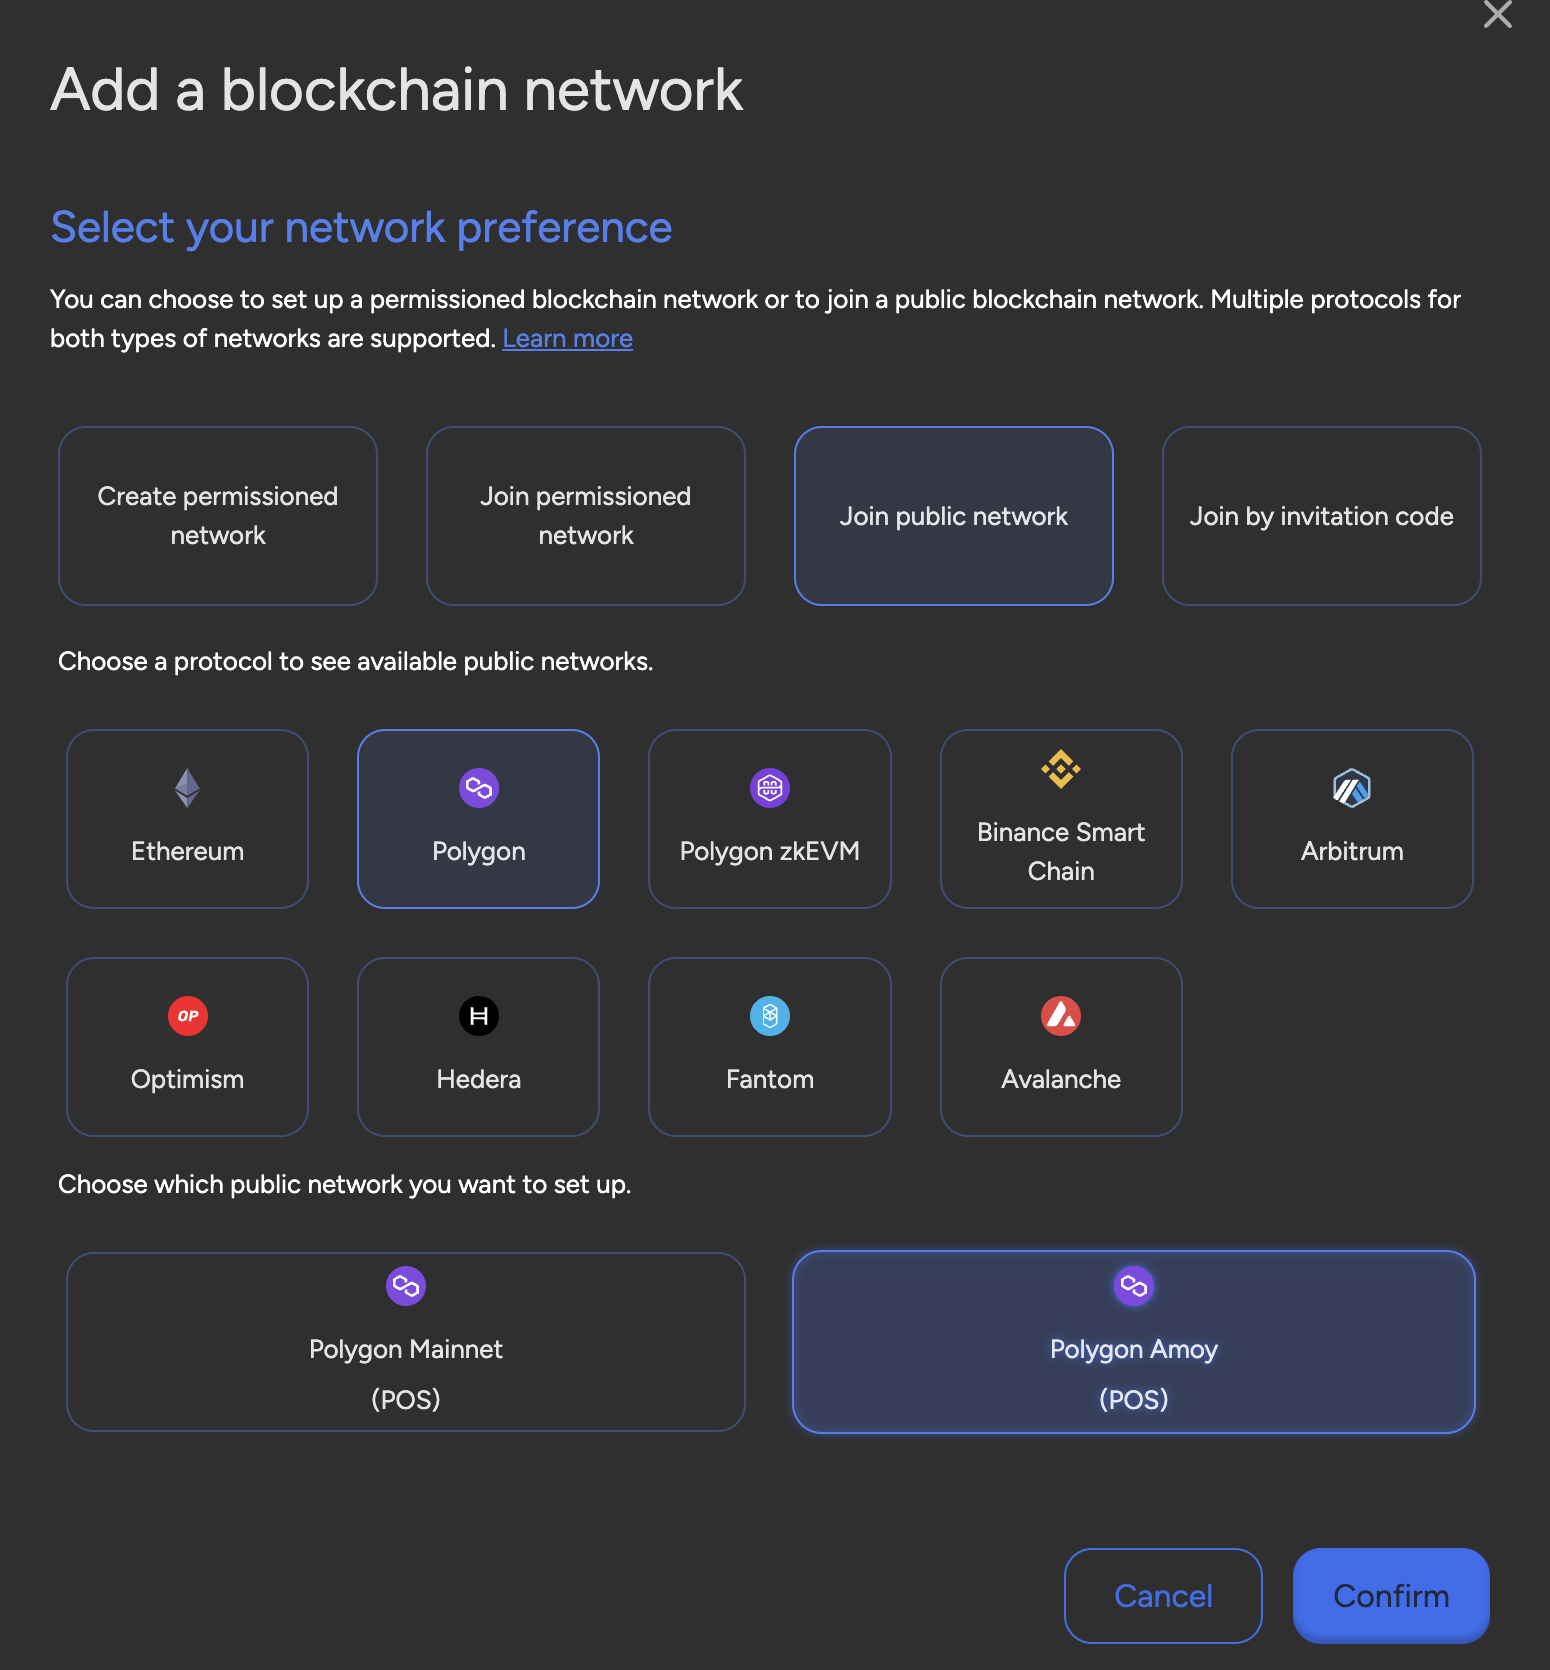 Add a blockchain network
Select your network preference
You can choose to set up a permissioned blockchain network or to join a public blockchain network. Multiple protocols for
both types of networks are supported. Learn more
Create permissioned
network
Join permissioned
network
Join public network
Join by invitation code
Choose a protocol to see available public networks.
Ethereum
Polygon
Polygon zkEVM
Binance Smart
Chain
Arbitrum
OP
Optimism
Hedera
Fantom
Avalanche
Choose which public network you want to set up.
Polygon Mainnet
(POS)
Polygon Amoy
(POS)
Cancel
Confirm